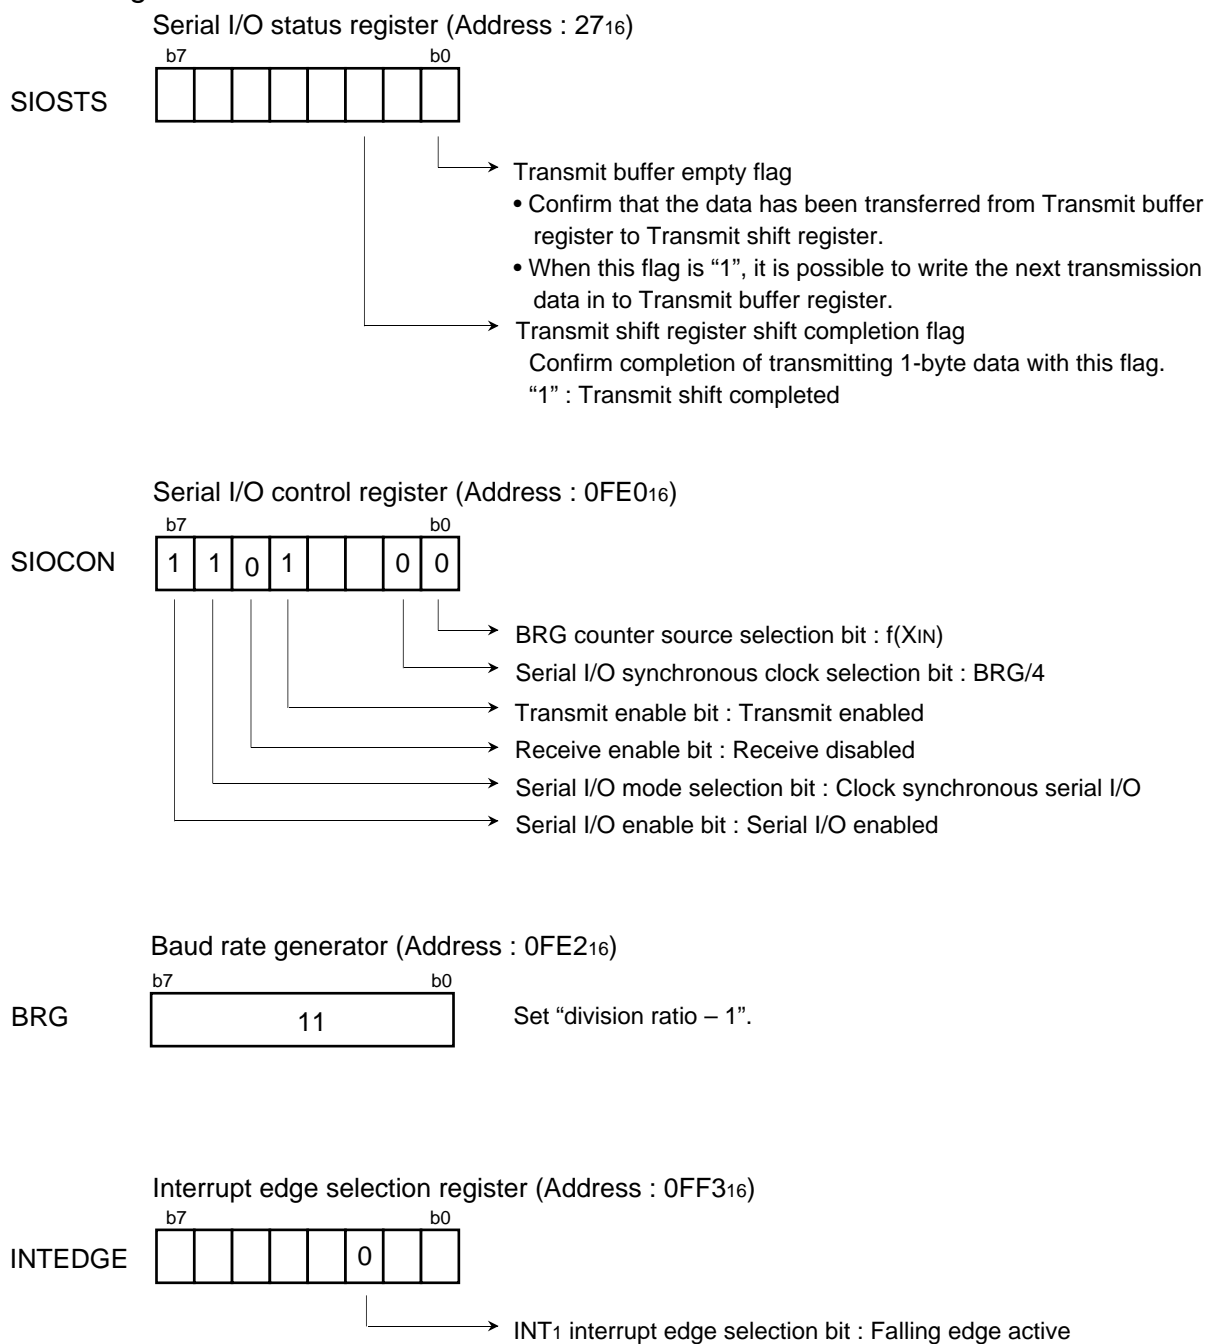 Serial I/O status register (Address : 2716)
b7 b0
SIOSTS
Transmit buffer empty flag
• Confirm that the data has been transferred from Transmit buffer
register to Transmit shift register.
• When this flag is “1”, it is possible to write the next transmission
data in to Transmit buffer register.
Transmit shift register shift completion flag
Confirm completion of transmitting 1-byte data with this flag.
“1” : Transmit shift completed
Serial I/O control register (Address : 0FE016)
b7 b0
SIOCON 1 1 0 1 0 0
BRG counter source selection bit : f(XIN)
Serial I/O synchronous clock selection bit : BRG/4
Transmit enable bit : Transmit enabled
Receive enable bit : Receive disabled
Serial I/O mode selection bit : Clock synchronous serial I/O
Serial I/O enable bit : Serial I/O enabled
Baud rate generator (Address : 0FE216)
b7 b0
BRG 11 Set “division ratio – 1”.
Interrupt edge selection register (Address : 0FF316)
b7 b0
INTEDGE 0
INT1 interrupt edge selection bit : Falling edge active